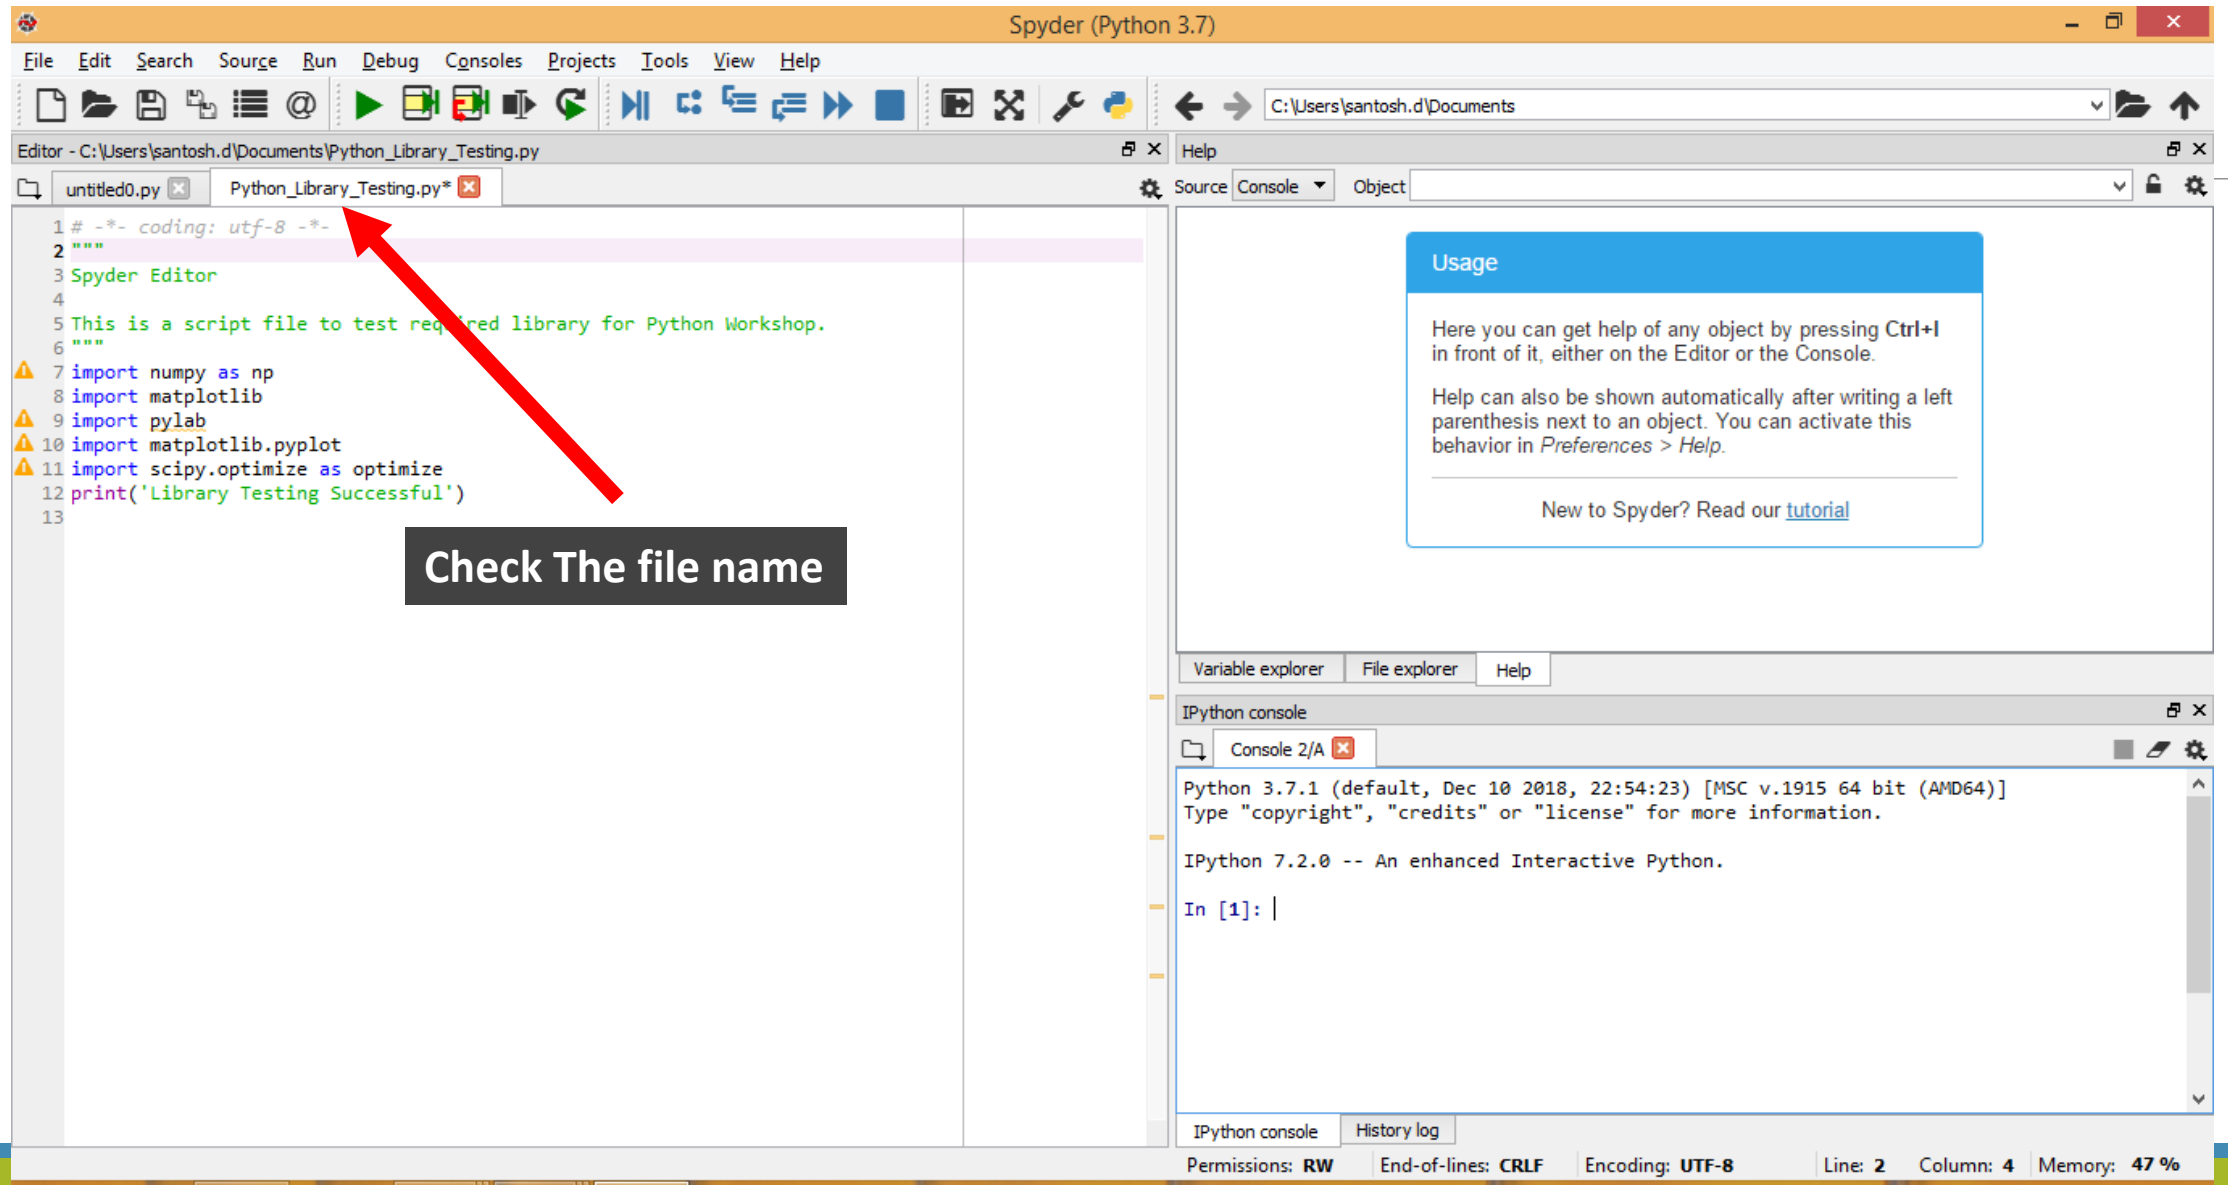 Spyder (Python 3.7)
File Edit Search Source Run Debug Consoles Projects Tools View Help
C:\Users\santosh.d\Documents
Editor - C:\Users\santosh.d\Documents\Python_Library_Testing.py
untitled0.py Python_Library_Testing.py*
1 # -*- coding: utf-8 -*-
2 """
3 Spyder Editor
4
5 This is a script file to test required library for Python Workshop.
6 """
7 import numpy as np
8 import matplotlib
9 import pylab
10 import matplotlib.pyplot
11 import scipy.optimize as optimize
12 print('Library Testing Successful')
13
Check The file name
Help
Source Console Object
Usage
Here you can get help of any object by pressing Ctrl+I
in front of it, either on the Editor or the Console.
Help can also be shown automatically after writing a left
parenthesis next to an object. You can activate this
behavior in Preferences > Help.
New to Spyder? Read our tutorial
Variable explorer File explorer Help
IPython console
Console 2/A
Python 3.7.1 (default, Dec 10 2018, 22:54:23) [MSC v.1915 64 bit (AMD64)]
Type "copyright", "credits" or "license" for more information.
IPython 7.2.0 -- An enhanced Interactive Python.
In [1]:
IPython console History log
Permissions: RW End-of-lines: CRLF Encoding: UTF-8 Line: 2 Column: 4 Memory: 47 %